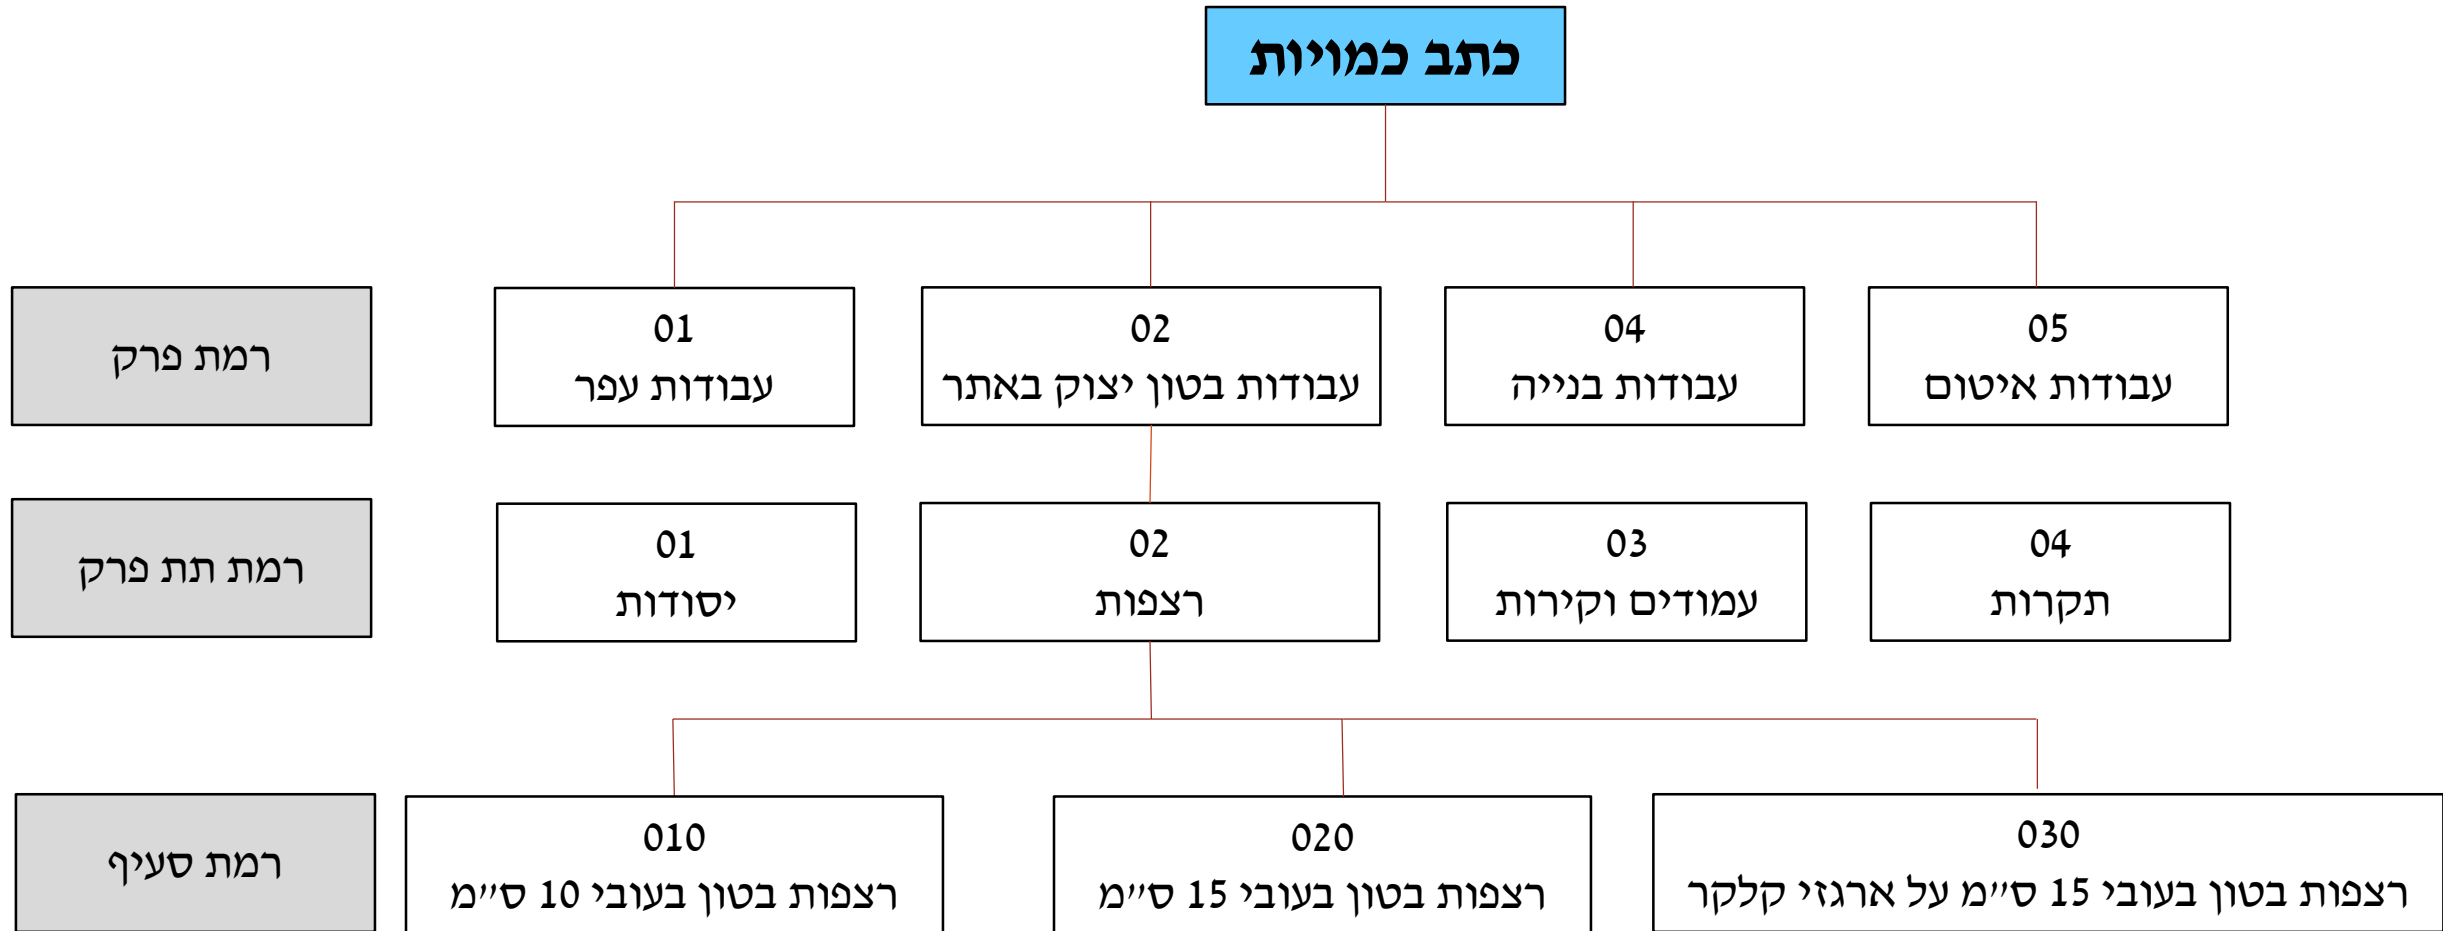 כתב כמויות
רמת פרק
01
עבודות עפר
02
עבודות בטון יצוק באתר
04
עבודות בנייה
05
עבודות איטום
רמת תת פרק
01
יסודות
02
רצפות
03
עמודים וקירות
04
תקרות
רמת סעיף
010
רצפות בטון בעובי 10 ס״מ
020
רצפות בטון בעובי 15 ס״מ
030
רצפות בטון בעובי 15 ס״מ על ארגזי קלקר